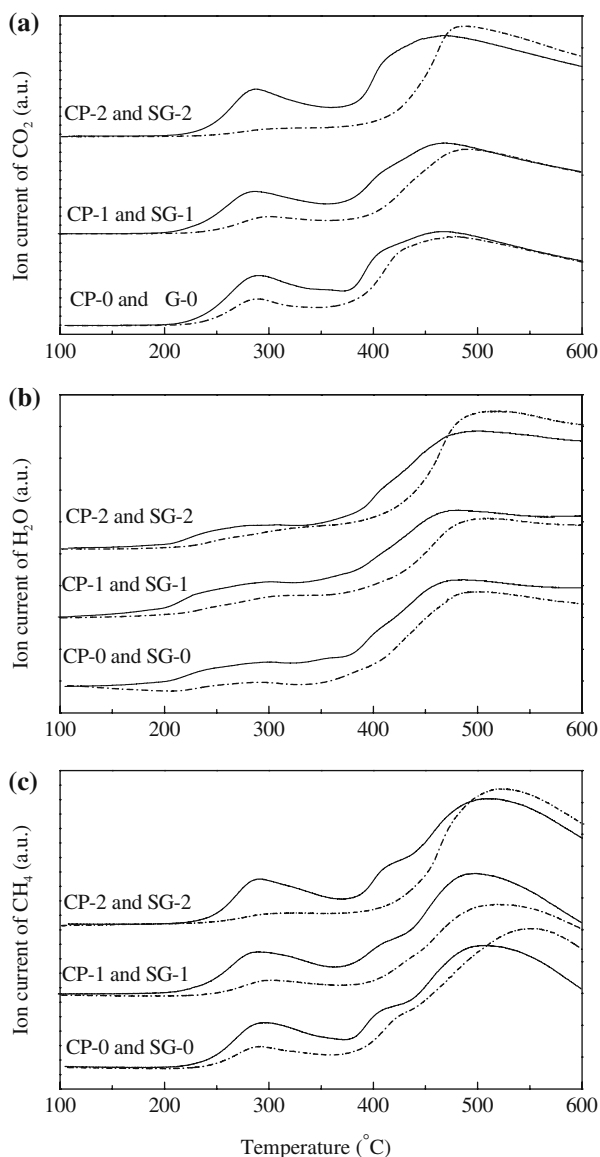 (a)
Ion current of CO₂ (a.u.)
CP-2 and SG-2
CP-1 and SG-1
CP-0 and G-0
100 200 300 400 500 600
(b)
Ion current of H₂O (a.u.)
CP-2 and SG-2
CP-1 and SG-1
CP-0 and SG-0
100 200 300 400 500 600
(c)
Ion current of CH₄ (a.u.)
CP-2 and SG-2
CP-1 and SG-1
CP-0 and SG-0
100 200 300 400 500 600
Temperature (°C)